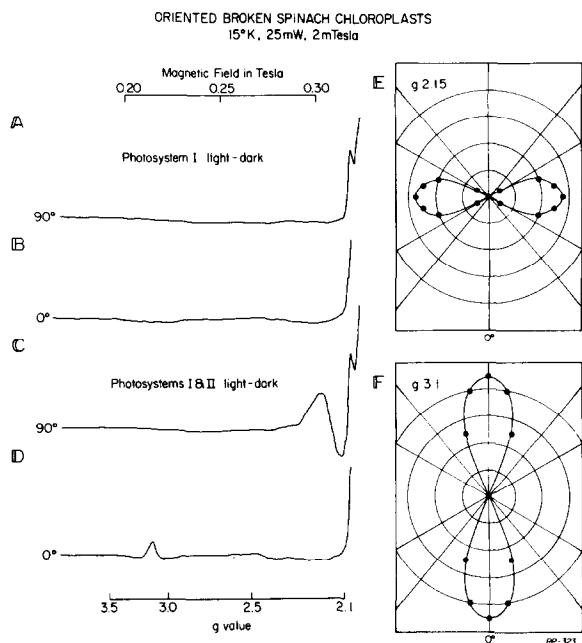 ORIENTED BROKEN SPINACH CHLOROPLASTS
15°K, 25mW, 2mTesla
Magnetic Field in Tesla
0.20 0.25 0.30
A
Photosystem I light-dark
90°
B
0°
C
Photosystems I & II light-dark
90°
D
0°
3.5 3.0 2.5 2.1
g value
E
g 2.15
0°
F
g 3.1
0°